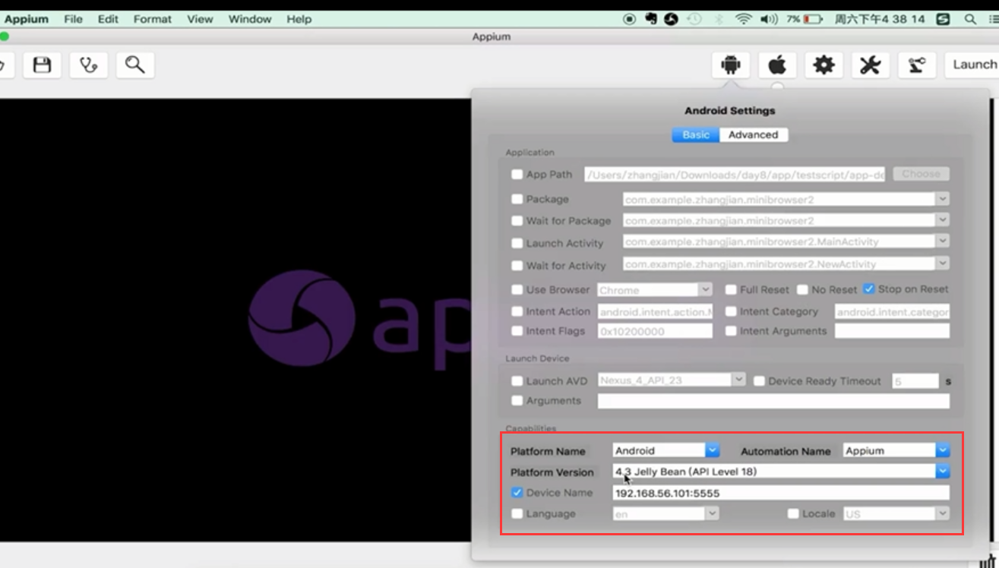 Appium File Edit Format View Window Help 7% 周六下午4 38 14
Appium
Launch
Android Settings
Basic Advanced
Application
App Path /Users/zhangjian/Downloads/day8/app/testscript/app-de Choose
Package com.example.zhangjian.minibrowser2
Wait for Package com.example.zhangjian.minibrowser2
Launch Activity com.example.zhangjian.minibrowser2.MainActivity
Wait for Activity com.example.zhangjian.minibrowser2.NewActivity
Use Browser Chrome Full Reset No Reset Stop on Reset
Intent Action android.intent.action.M Intent Category android.intent.categor
Intent Flags 0x10200000 Intent Arguments
ap
Launch Device
Launch AVD Nexus_4_API_23 Device Ready Timeout 5 s
Arguments
Capabilities
Platform Name Android Automation Name Appium
Platform Version 4.3 Jelly Bean (API Level 18)
Device Name 192.168.56.101:5555
Language en Locale US